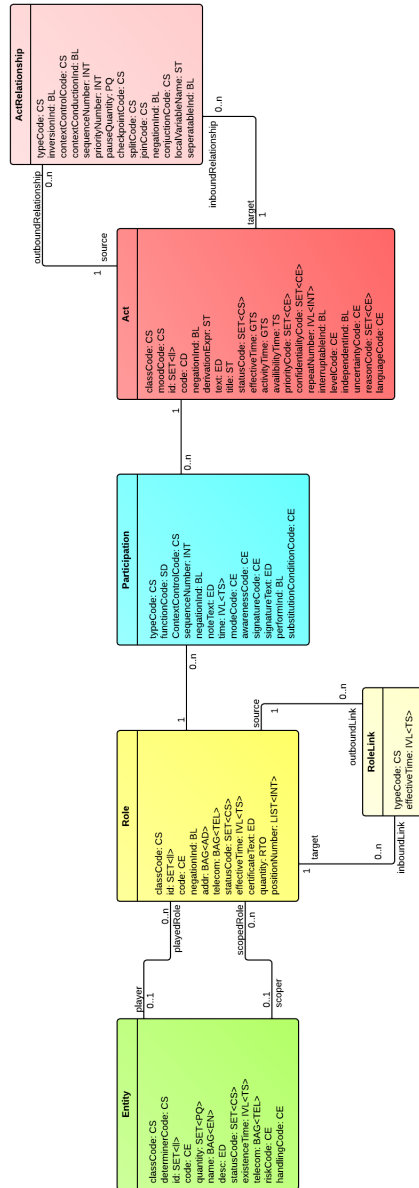 Entity
classCode: CS
determinerCode: CS
id: SET<II>
code: CE
quantity: SET<PQ>
name: BAG<EN>
desc: ED
statusCode: SET<CS>
existenceTime: IVL<TS>
telecom: BAG<TEL>
riskCode: CE
handlingCode: CE
player
0..1
0..n
playedRole
0..1
scoper
scopedRole
0..n
Role
classCode: CS
id: SET<II>
code: CE
negationInd: BL
addr: BAG<AD>
telecom: BAG<TEL>
statusCode: SET<CS>
effectiveTime: IVL<TS>
certificateText: ED
quantity: RTO
positionNumber: LIST<INT>
source
1
0..n
outboundLink
target
1
0..n
inboundLink
RoleLink
typeCode: CS
effectiveTime: IVL<TS>
1
0..n
Participation
typeCode: CS
functionCode: SD
ContextControlCode: CS
sequenceNumber: INT
negationInd: BL
noteText: ED
time: IVL<TS>
modeCode: CE
awarenessCode: CE
signatureCode: CE
signatureText: ED
performInd: BL
substitutionConditionCode: CE
0..n
1
Act
classCode: CS
moodCode: CS
id: SET<II>
code: CD
negationInd: BL
derivationExpr: ST
text: ED
title: ST
statusCode: SET<CS>
effectiveTime: GTS
activityTime: GTS
availibilityTime: TS
priorityCode: SET<CE>
confidentialityCode: SET<CE>
repeatNumber: IVL<INT>
interruptableInd: BL
levelCode: CE
independentInd: BL
uncertaintyCode: CE
reasonCode: SET<CE>
languageCode: CE
source
1
outboundRelationship
0..n
target
1
inboundRelationship
0..n
ActRelationship
typeCode: CS
inversionInd: BL
contextControlCode: CS
contextConductionInd: BL
sequenceNumber: INT
priorityNumber: INT
pauseQuantity: PQ
checkpointCode: CS
splitCode: CS
joinCode: CS
negationInd: BL
conjuctionCode: CS
localVariableName: ST
seperatableInd: BL